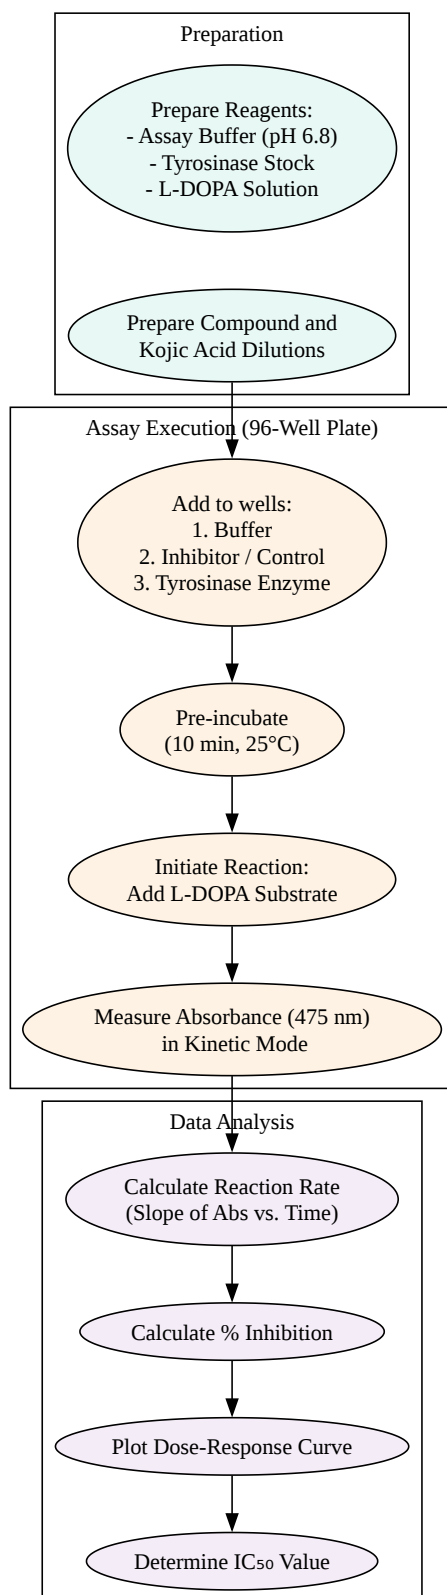 Preparation
Prepare Reagents:
- Assay Buffer (pH 6.8)
- Tyrosinase Stock
- L-DOPA Solution
Prepare Compound and
Kojic Acid Dilutions
Assay Execution (96-Well Plate)
Add to wells:
1. Buffer
2. Inhibitor / Control
3. Tyrosinase Enzyme
Pre-incubate
(10 min, 25°C)
Initiate Reaction:
Add L-DOPA Substrate
Measure Absorbance (475 nm)
in Kinetic Mode
Data Analysis
Calculate Reaction Rate
(Slope of Abs vs. Time)
Calculate % Inhibition
Plot Dose-Response Curve
Determine IC₅₀ Value